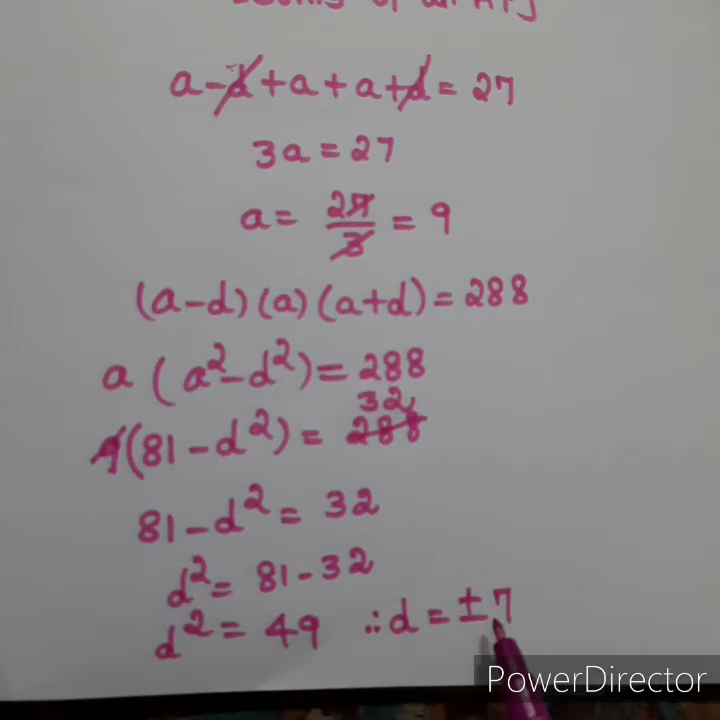 a-d+a+a+d=27
3a=27
a= 27/3 = 9
(a-d)(a)(a+d)=288
a(a²-d²)=288
32
9(81-d²)= 288
81-d²= 32
d²= 81-32
d²= 49 ∴d=±7
PowerDirector